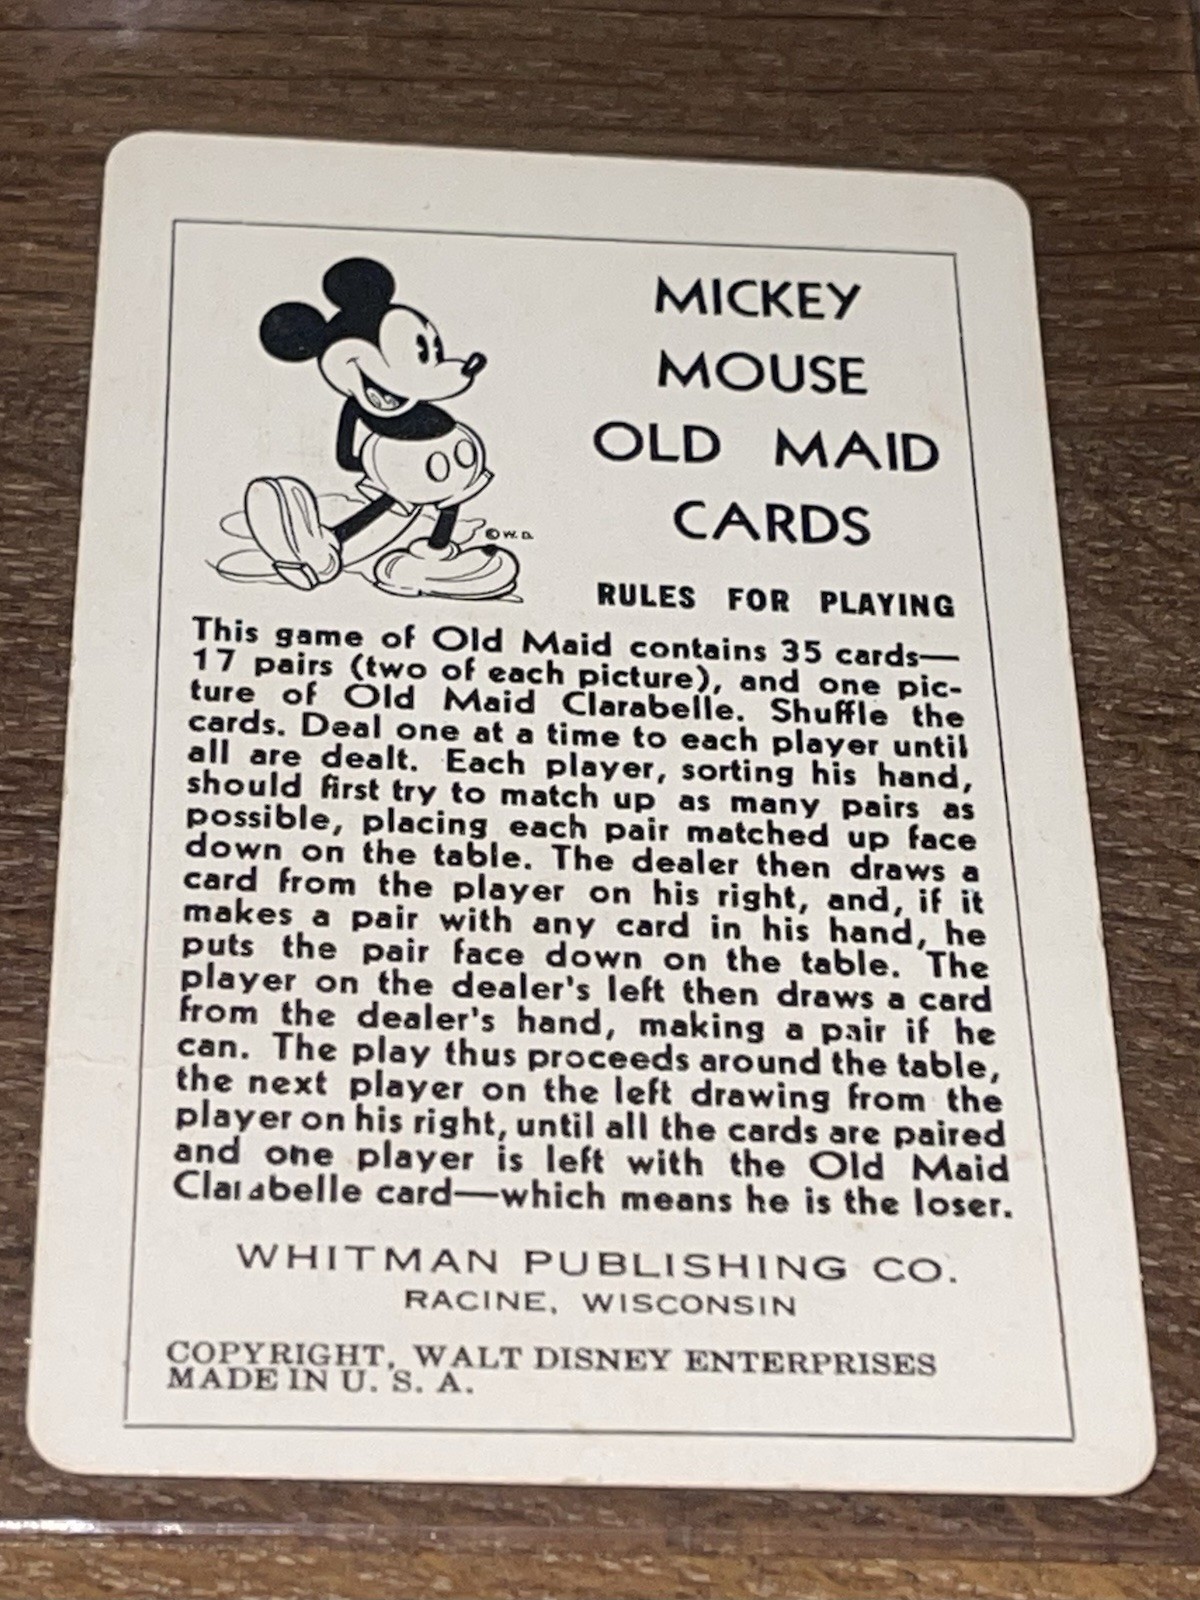 MICKEY
MOUSE
OLD MAID
CARDS
© W. D.
RULES FOR PLAYING
This game of Old Maid contains 35 cards—
17 pairs (two of each picture), and one pic-
ture of Old Maid Clarabelle. Shuffle the
cards. Deal one at a time to each player until
all are dealt. Each player, sorting his hand,
should first try to match up as many pairs as
possible, placing each pair matched up face
down on the table. The dealer then draws a
card from the player on his right, and, if it
makes a pair with any card in his hand, he
puts the pair face down on the table. The
player on the dealer's left then draws a card
from the dealer's hand, making a pair if he
can. The play thus proceeds around the table,
the next player on the left drawing from the
player on his right, until all the cards are paired
and one player is left with the Old Maid
Clarabelle card—which means he is the loser.
WHITMAN PUBLISHING CO.
RACINE, WISCONSIN
COPYRIGHT, WALT DISNEY ENTERPRISES
MADE IN U. S. A.